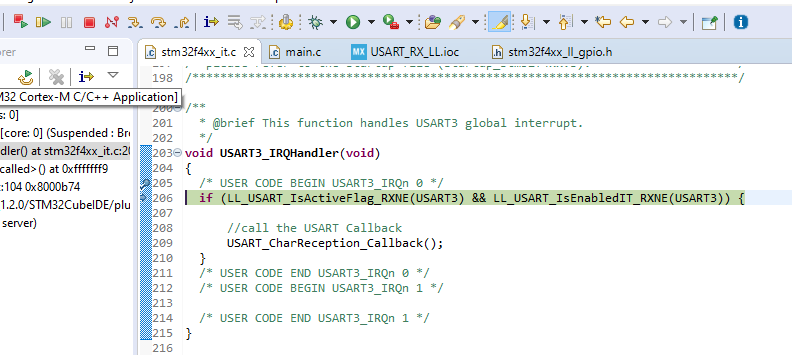 stm32f4xx_it.c
main.c
MX USART_RX_LL.ioc
stm32f4xx_ll_gpio.h
orer
M32 Cortex-M C/C++ Application]
s: 0]
[core: 0] (Suspended : Bre
dler() at stm32f4xx_it.c:20
called>() at 0xfffffff9
c:104 0x8000b74
1.2.0/STM32CubeIDE/plu
server)
198 /******************************************************************************/
/**
201 * @brief This function handles USART3 global interrupt.
202 */
203 void USART3_IRQHandler(void)
204 {
205 /* USER CODE BEGIN USART3_IRQn 0 */
206 if (LL_USART_IsActiveFlag_RXNE(USART3) && LL_USART_IsEnabledIT_RXNE(USART3)) {
207
208 //call the USART Callback
209 USART_CharReception_Callback();
210 }
211 /* USER CODE END USART3_IRQn 0 */
212 /* USER CODE BEGIN USART3_IRQn 1 */
213
214 /* USER CODE END USART3_IRQn 1 */
215 }
216